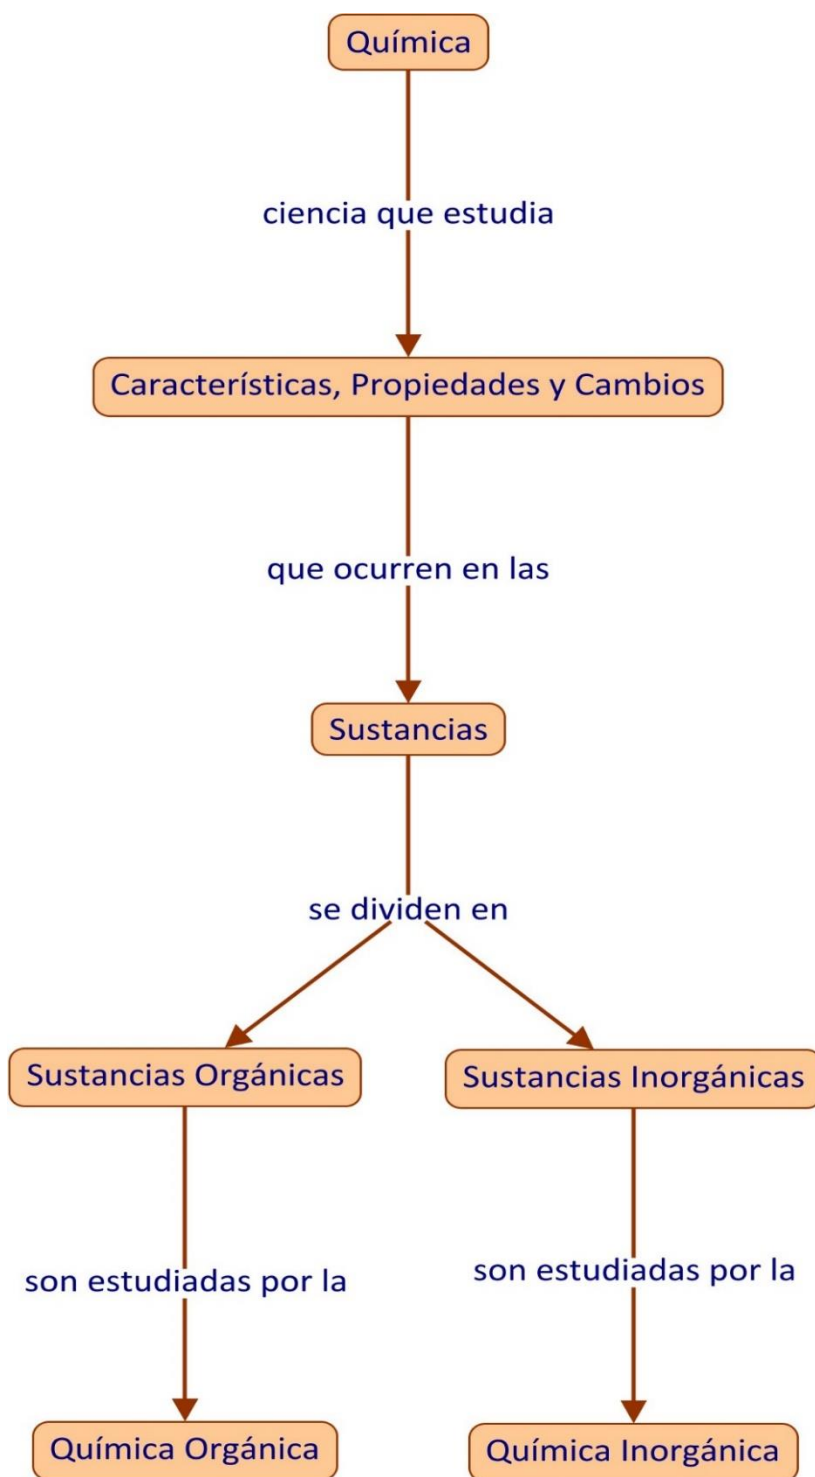 Química
ciencia que estudia
Características, Propiedades y Cambios
que ocurren en las
Sustancias
se dividen en
Sustancias Orgánicas
Sustancias Inorgánicas
son estudiadas por la
son estudiadas por la
Química Orgánica
Química Inorgánica